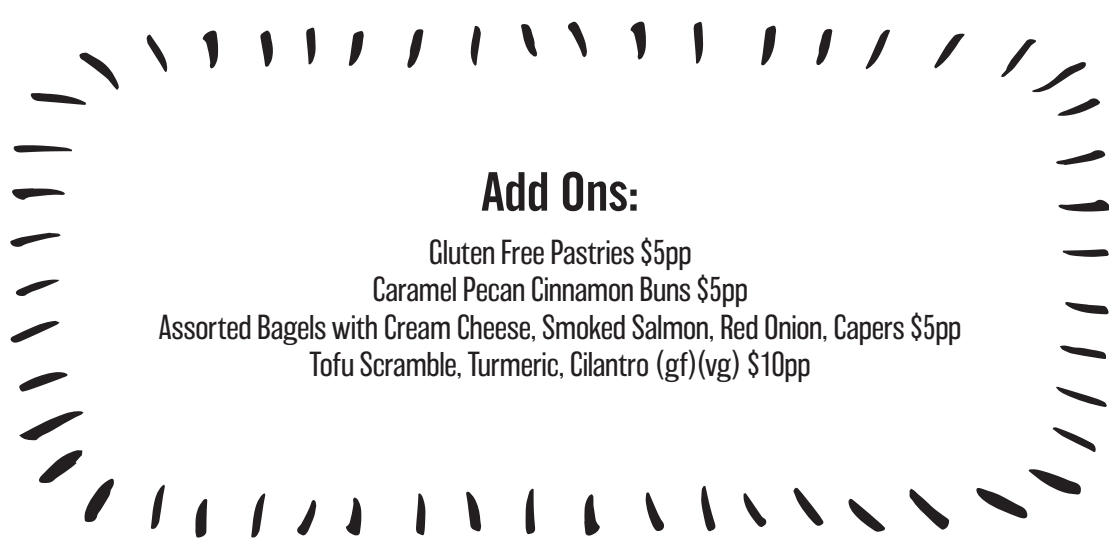 Add Ons:
Gluten Free Pastries $5pp
Caramel Pecan Cinnamon Buns $5pp
Assorted Bagels with Cream Cheese, Smoked Salmon, Red Onion, Capers $5pp
Tofu Scramble, Turmeric, Cilantro (gf)(vg) $10pp